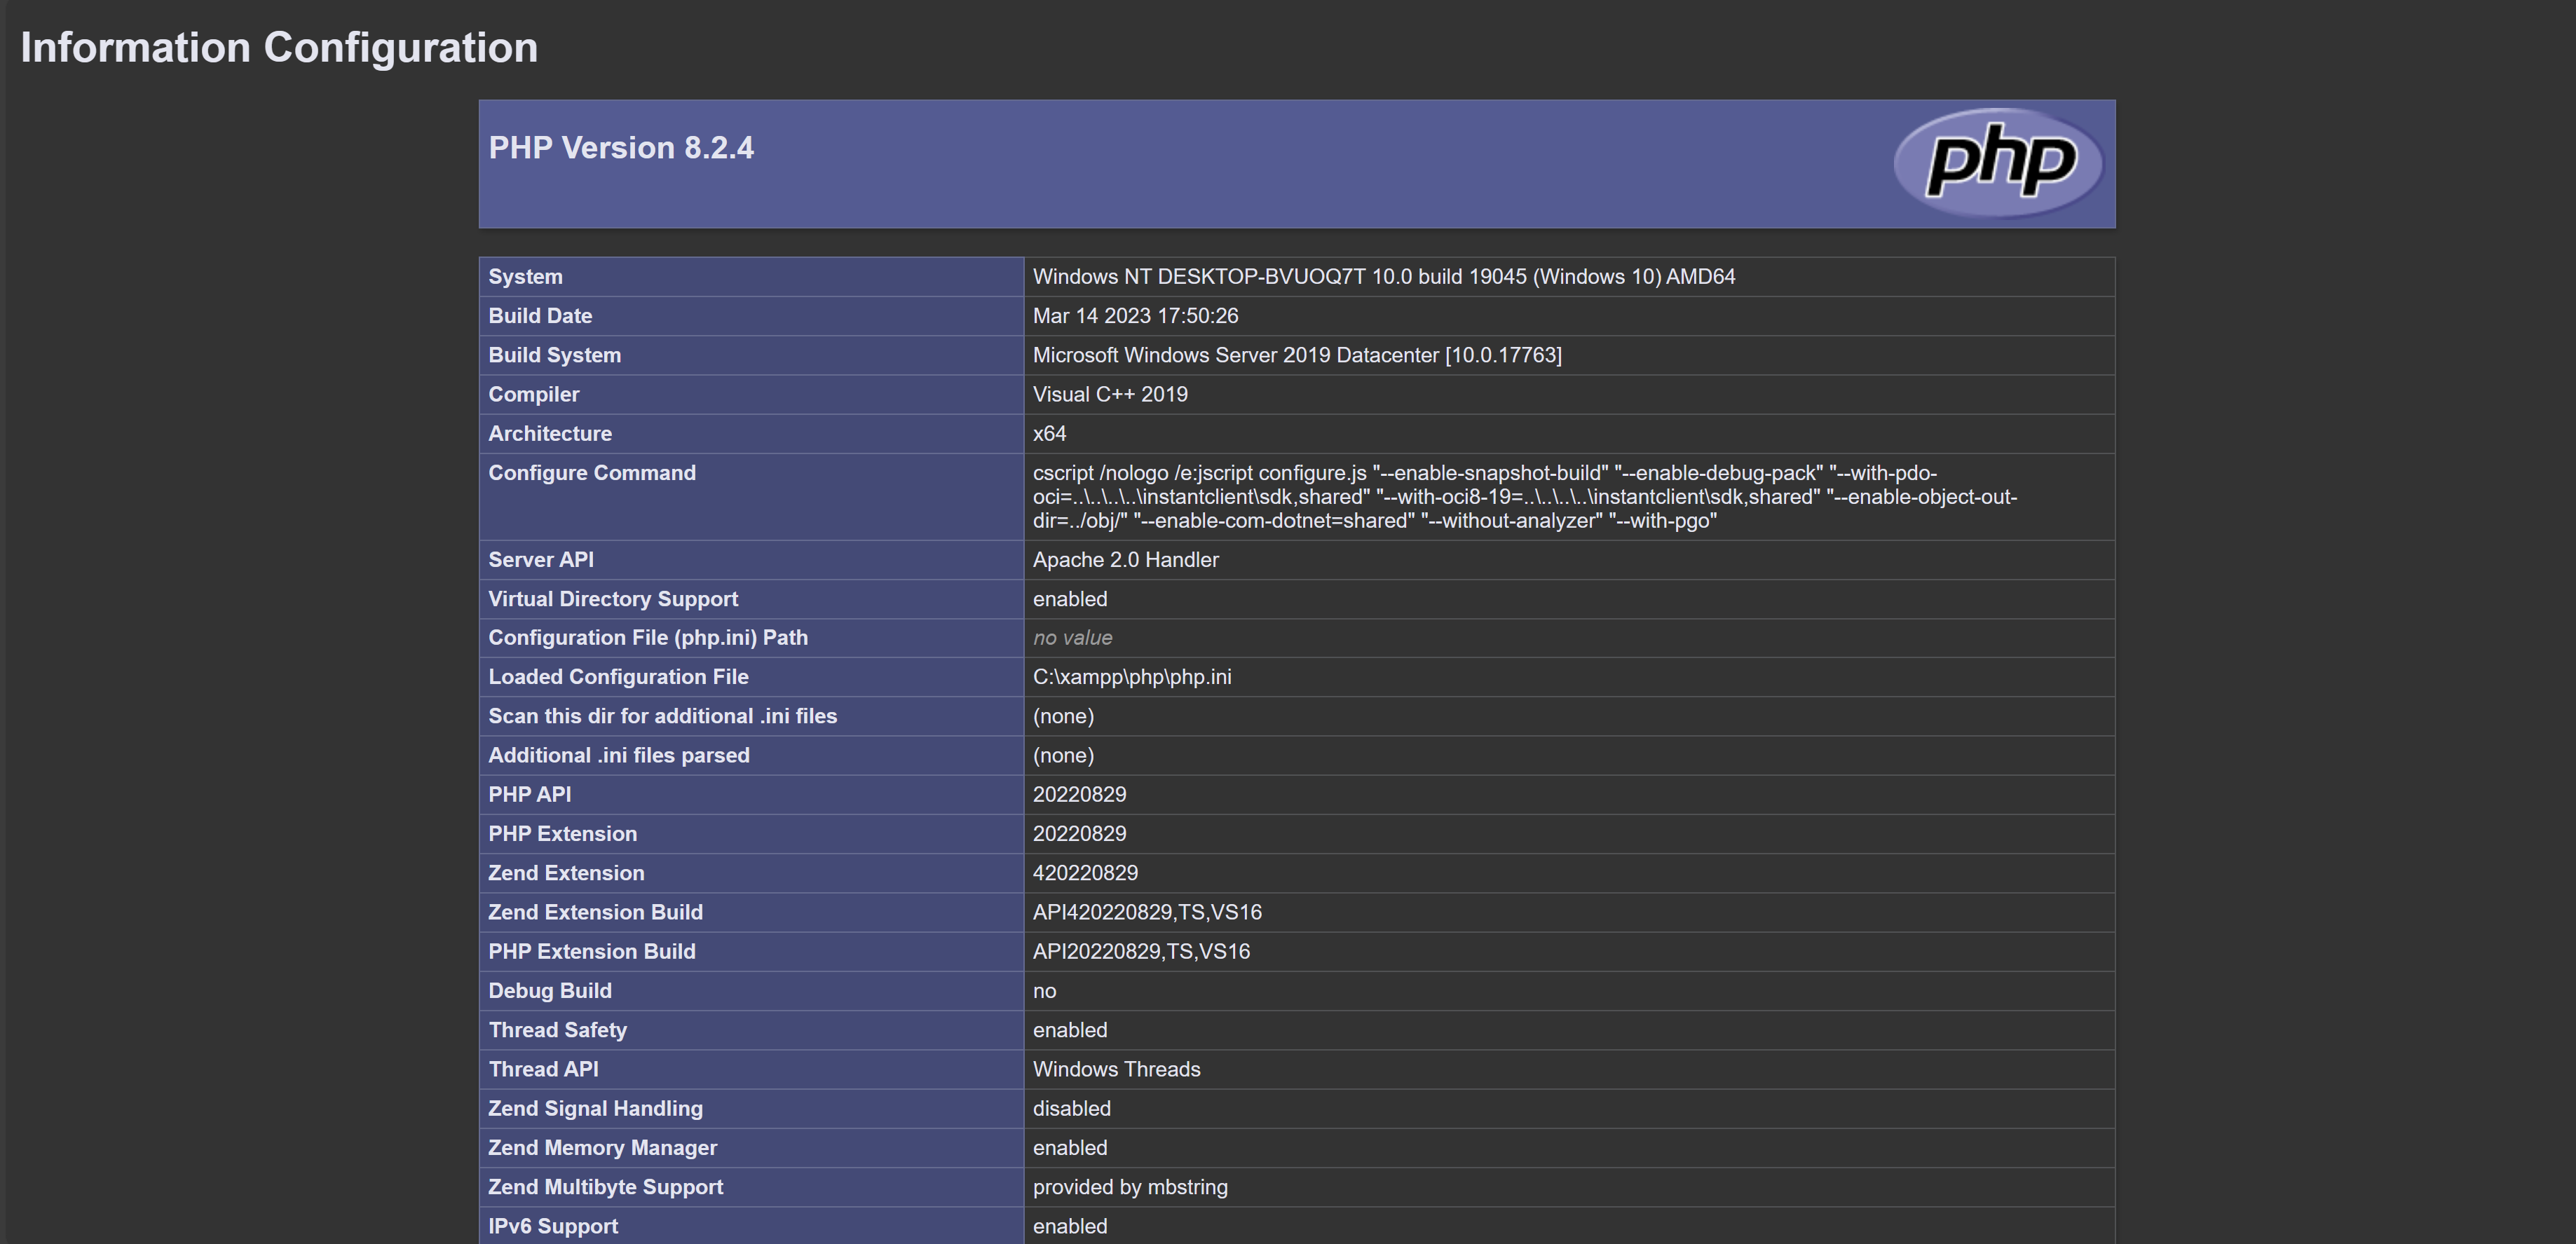 Information Configuration
PHP Version 8.2.4
php
System Windows NT DESKTOP-BVUOQ7T 10.0 build 19045 (Windows 10) AMD64
Build Date Mar 14 2023 17:50:26
Build System Microsoft Windows Server 2019 Datacenter [10.0.17763]
Compiler Visual C++ 2019
Architecture x64
Configure Command cscript /nologo /e:jscript configure.js "--enable-snapshot-build" "--enable-debug-pack" "--with-pdo-
oci=..\..\..\..\instantclient\sdk,shared" "--with-oci8-19=..\..\..\..\instantclient\sdk,shared" "--enable-object-out-
dir=../obj/" "--enable-com-dotnet=shared" "--without-analyzer" "--with-pgo"
Server API Apache 2.0 Handler
Virtual Directory Support enabled
Configuration File (php.ini) Path no value
Loaded Configuration File C:\xampp\php\php.ini
Scan this dir for additional .ini files (none)
Additional .ini files parsed (none)
PHP API 20220829
PHP Extension 20220829
Zend Extension 420220829
Zend Extension Build API420220829,TS,VS16
PHP Extension Build API20220829,TS,VS16
Debug Build no
Thread Safety enabled
Thread API Windows Threads
Zend Signal Handling disabled
Zend Memory Manager enabled
Zend Multibyte Support provided by mbstring
IPv6 Support enabled